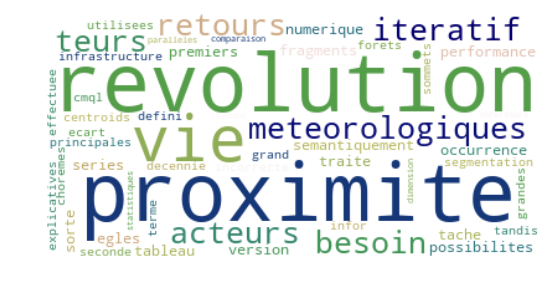 utilisees retours numerique iteratif
teurs paralleles comparaison
infrastructure premiers fragments forets performance
revolution sommets
effectuee cmql
centroids defini vie meteorologiques
ecart semantiquement
principales grand occurrence
series decennie traite segmentation
explicatives choremes proximite dimension grandes
statistiques
sorte terme acteurs infor tache tandis
egles besoin possibilites
seconde tableau version